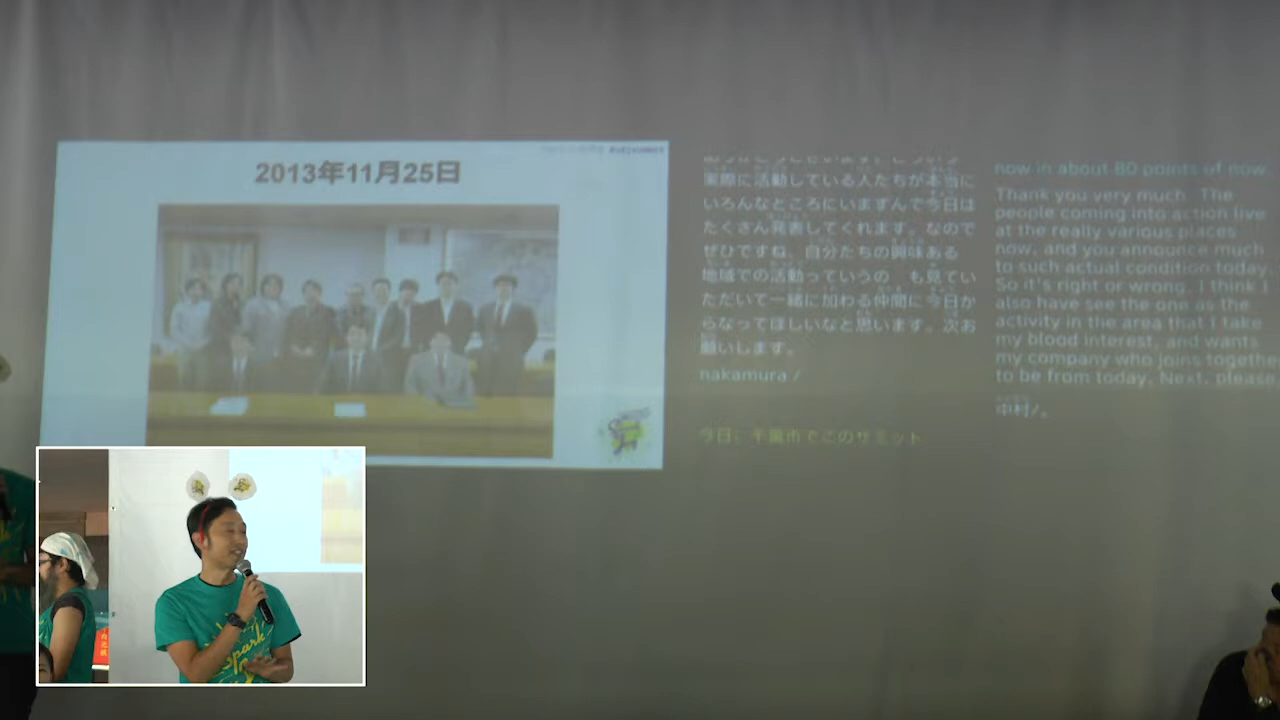 2013年11月25日
実際に活動している人たちが本当に
いろんなところにいますんで今日は
たくさん発表してくれます。なので
ぜひですね、自分たちの興味ある
地域での活動っていうの も見てい
ただいて一緒に加わる仲間に今日か
らなってほしいなと思います。次お
願いします。
nakamura /
今日、千葉市でこのサミット
now in about 80 points of now.
Thank you very much. The
people coming into action live
at the really various places
now, and you announce much
to such actual condition today.
So it's right or wrong, I think I
also have see the one as the
activity in the area that I take
my blood interest, and wants
my company who joins together
to be from today. Next, please
中村/。